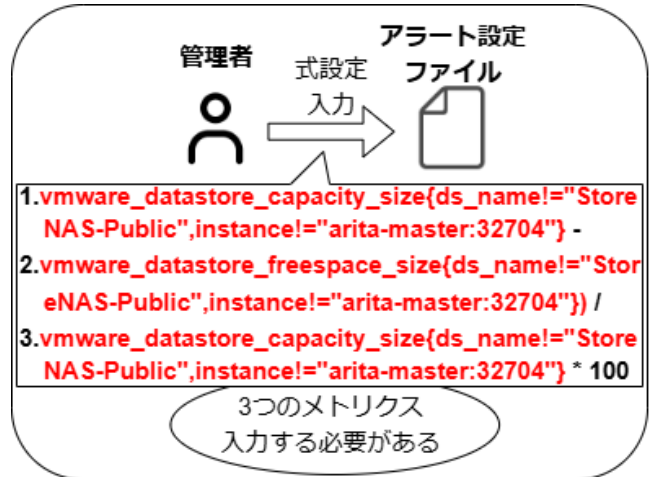 管理者
アラート設定
ファイル
式設定
入力
1.vmware_datastore_capacity_size{ds_name!="Store
NAS-Public",instance!="arita-master:32704"} -
2.vmware_datastore_freespace_size{ds_name!="Stor
eNAS-Public",instance!="arita-master:32704"}) /
3.vmware_datastore_capacity_size{ds_name!="Store
NAS-Public",instance!="arita-master:32704"} * 100
3つのメトリクス
入力する必要がある